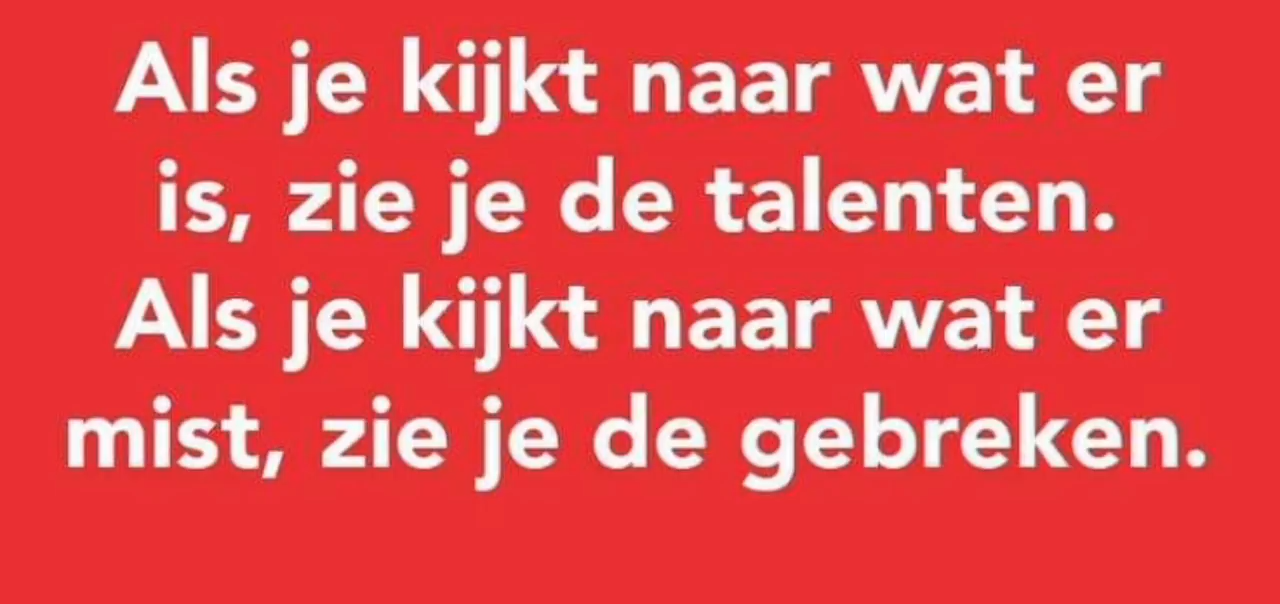 Als je kijkt naar wat er
is, zie je de talenten.
Als je kijkt naar wat er
mist, zie je de gebreken.